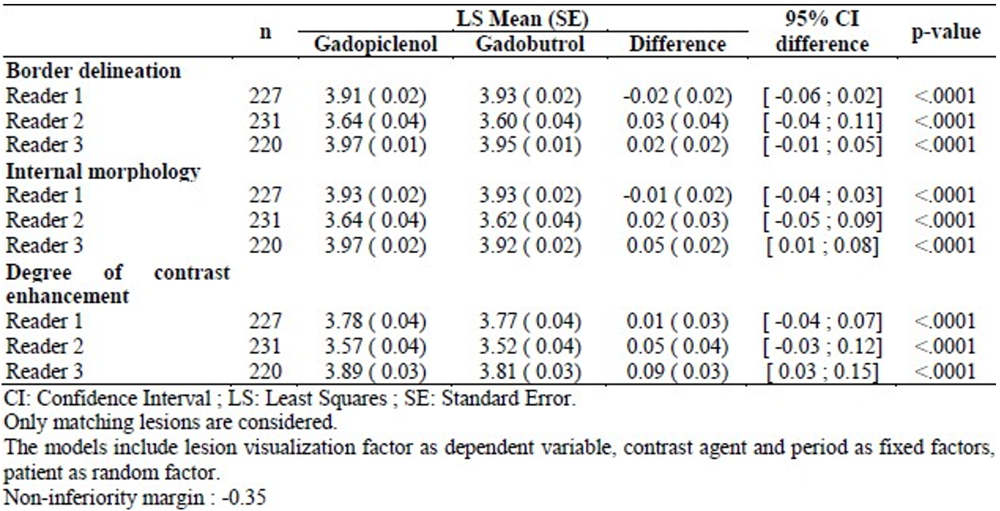 n LS Mean (SE) 95% CI difference p-value
Gadopiclenol Gadobutrol Difference
Border delineation
Reader 1 227 3.91 ( 0.02) 3.93 ( 0.02) -0.02 ( 0.02) [ -0.06 ; 0.02] <.0001
Reader 2 231 3.64 ( 0.04) 3.60 ( 0.04) 0.03 ( 0.04) [ -0.04 ; 0.11] <.0001
Reader 3 220 3.97 ( 0.01) 3.95 ( 0.01) 0.02 ( 0.02) [ -0.01 ; 0.05] <.0001
Internal morphology
Reader 1 227 3.93 ( 0.02) 3.93 ( 0.02) -0.01 ( 0.02) [ -0.04 ; 0.03] <.0001
Reader 2 231 3.64 ( 0.04) 3.62 ( 0.04) 0.02 ( 0.03) [ -0.05 ; 0.09] <.0001
Reader 3 220 3.97 ( 0.02) 3.92 ( 0.02) 0.05 ( 0.02) [ 0.01 ; 0.08] <.0001
Degree of contrast
enhancement
Reader 1 227 3.78 ( 0.04) 3.77 ( 0.04) 0.01 ( 0.03) [ -0.04 ; 0.07] <.0001
Reader 2 231 3.57 ( 0.04) 3.52 ( 0.04) 0.05 ( 0.04) [ -0.03 ; 0.12] <.0001
Reader 3 220 3.89 ( 0.03) 3.81 ( 0.03) 0.09 ( 0.03) [ 0.03 ; 0.15] <.0001
CI: Confidence Interval ; LS: Least Squares ; SE: Standard Error.
Only matching lesions are considered.
The models include lesion visualization factor as dependent variable, contrast agent and period as fixed factors,
patient as random factor.
Non-inferiority margin : -0.35